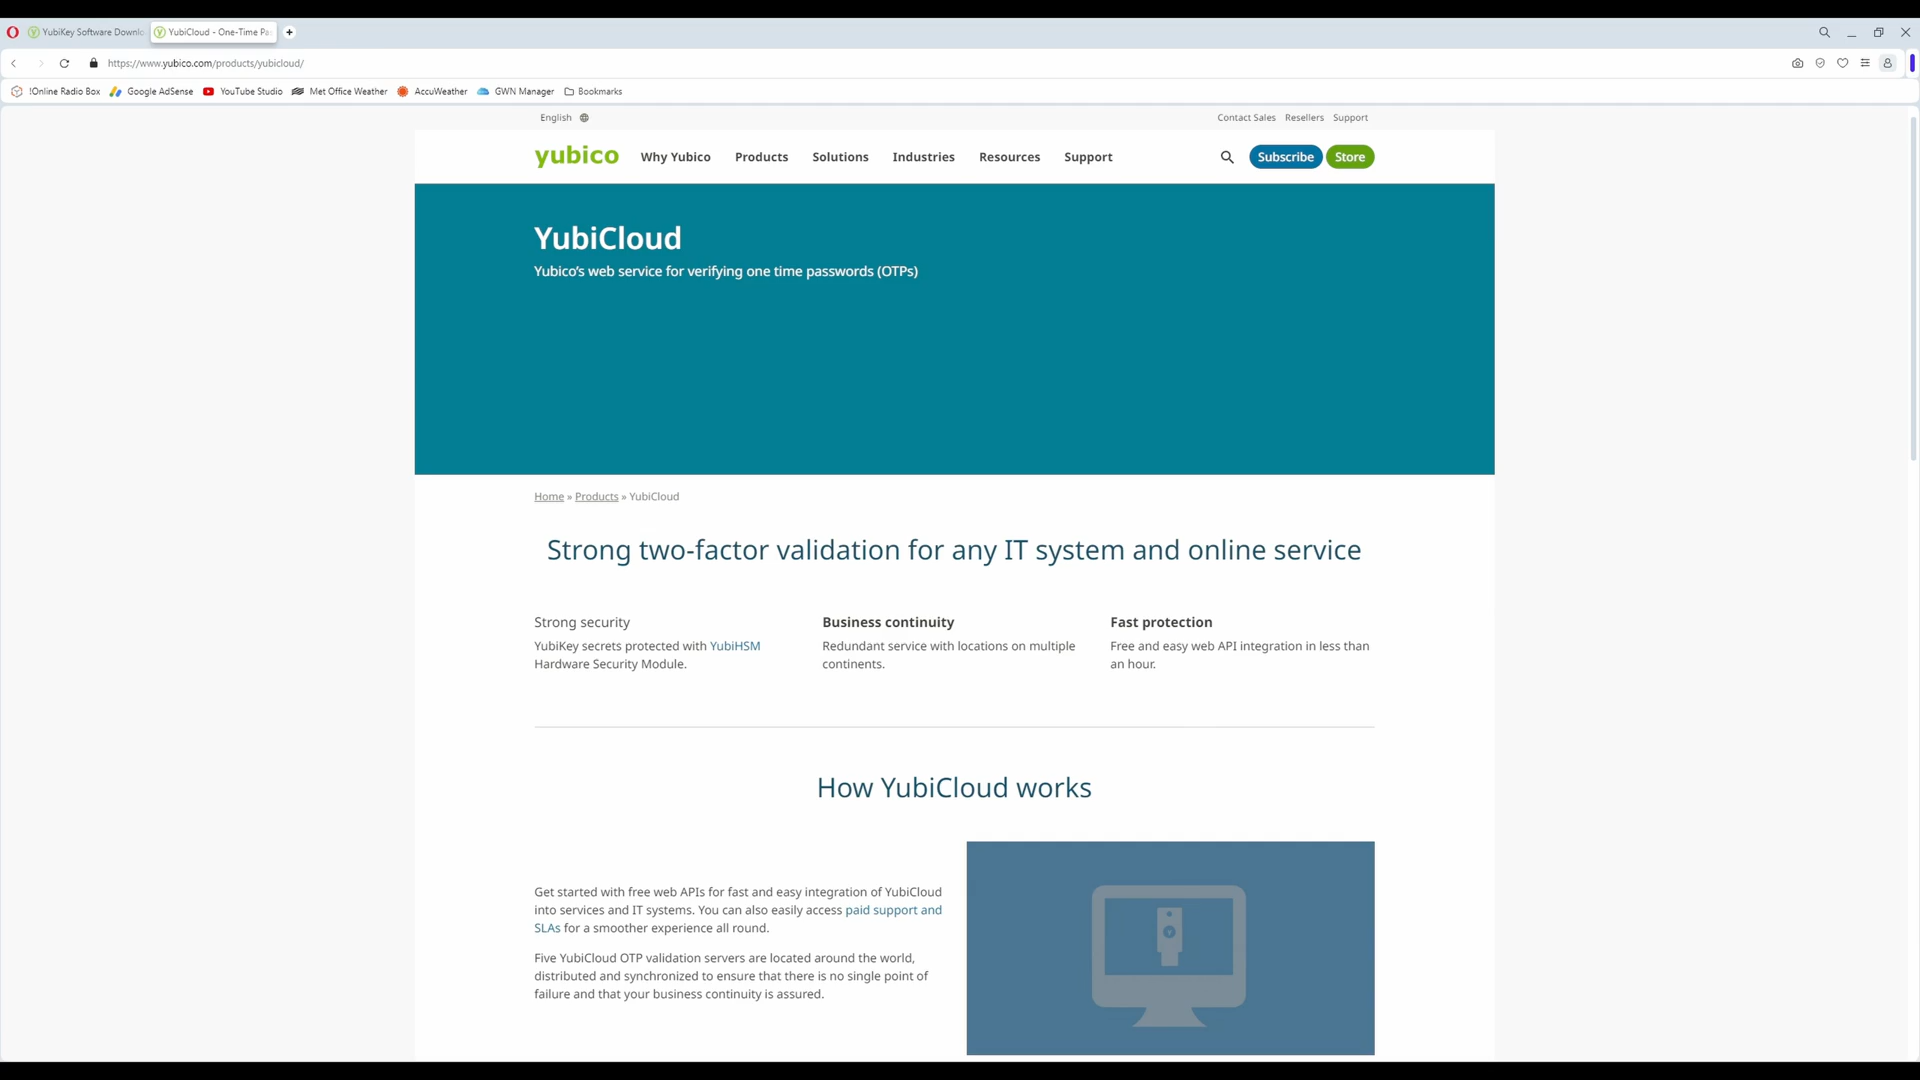 YubiKey Software Downlo
YubiCloud - One-Time Pa
https://www.yubico.com/products/yubicloud/
!Online Radio Box Google AdSense YouTube Studio Met Office Weather AccuWeather GWN Manager Bookmarks
English Contact Sales Resellers Support
yubico Why Yubico Products Solutions Industries Resources Support Subscribe Store
YubiCloud
Yubico’s web service for verifying one time passwords (OTPs)
Home » Products » YubiCloud
Strong two-factor validation for any IT system and online service
Strong security
YubiKey secrets protected with YubiHSM
Hardware Security Module.
Business continuity
Redundant service with locations on multiple
continents.
Fast protection
Free and easy web API integration in less than
an hour.
How YubiCloud works
Get started with free web APIs for fast and easy integration of YubiCloud
into services and IT systems. You can also easily access paid support and
SLAs for a smoother experience all round.
Five YubiCloud OTP validation servers are located around the world,
distributed and synchronized to ensure that there is no single point of
failure and that your business continuity is assured.